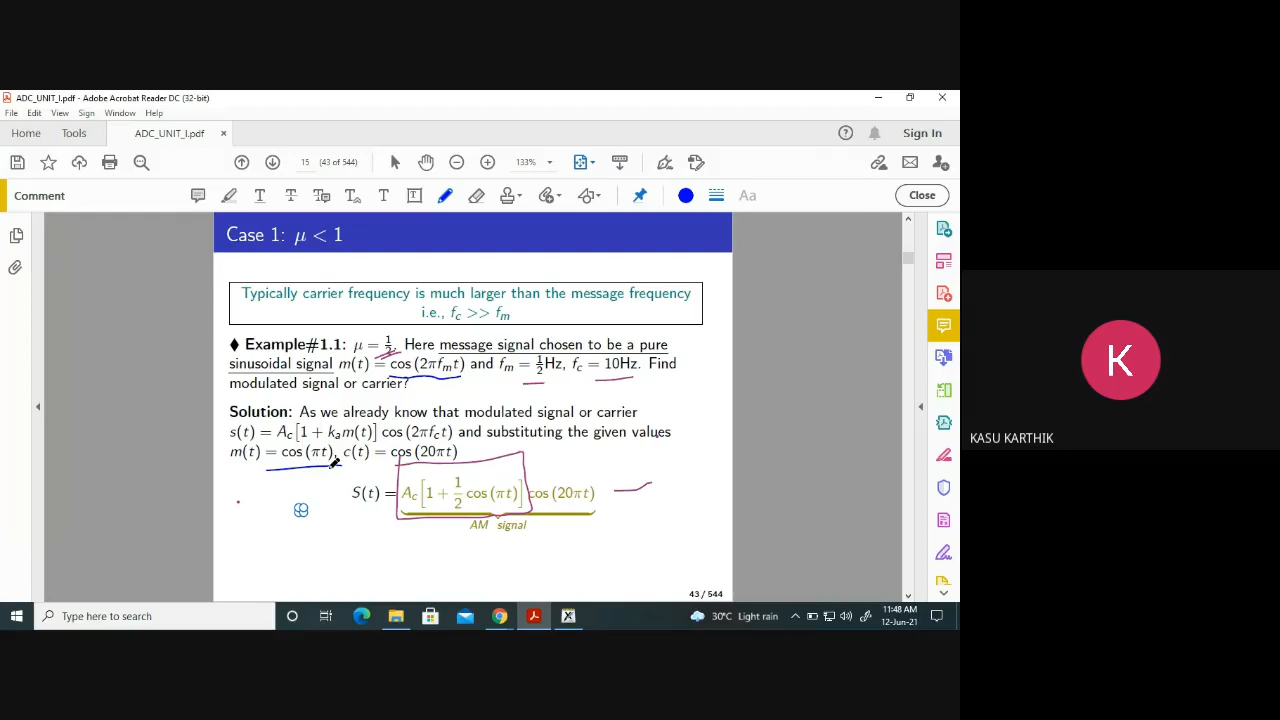 ADC_UNIT_I.pdf - Adobe Acrobat Reader DC (32-bit)
File Edit View Sign Window Help
Home Tools ADC_UNIT_I.pdf × Sign In
15 (43 of 544) 133%
Comment Aa Close
Case 1: μ < 1
Typically carrier frequency is much larger than the message frequency
i.e., f_c >> f_m
♦ Example#1.1: μ = 1/2. Here message signal chosen to be a pure
sinusoidal signal m(t) = cos (2πf_m t) and f_m = 1/2 Hz, f_c = 10Hz. Find
modulated signal or carrier?
Solution: As we already know that modulated signal or carrier
s(t) = A_c[1 + k_a m(t)] cos (2πf_c t) and substituting the given values
m(t) = cos (πt), c(t) = cos (20πt)
S(t) = A_c[1 + 1/2 cos (πt)] cos (20πt)
AM signal
43 / 544
K
KASU KARTHIK
Type here to search
30°C Light rain
11:48 AM
12-Jun-21